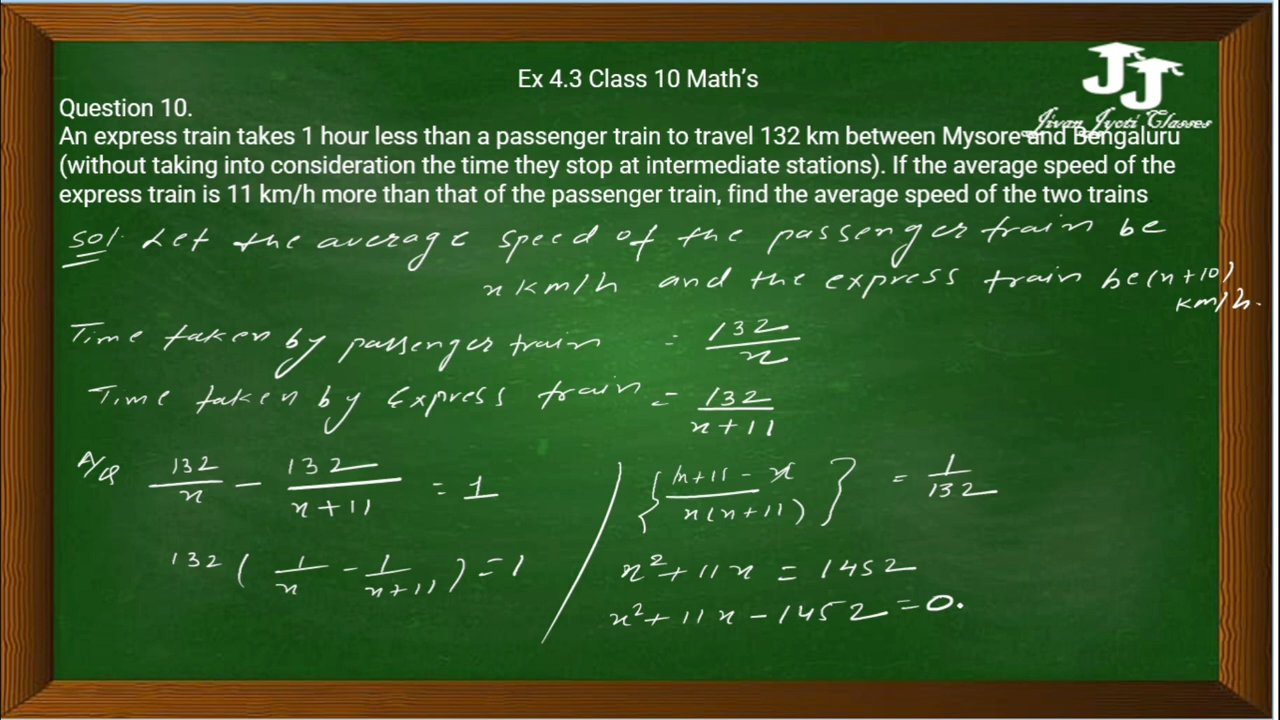 Ex 4.3 Class 10 Math's
JJ
Jivan Jyoti Classes
Question 10.
An express train takes 1 hour less than a passenger train to travel 132 km between Mysore and Bengaluru
(without taking into consideration the time they stop at intermediate stations). If the average speed of the
express train is 11 km/h more than that of the passenger train, find the average speed of the two trains
Sol. Let the average speed of the passenger train be
x km/h and the express train be (x+10)
km/h.
Time taken by passenger train = 132/x
Time taken by Express train = 132/x+11
A/Q 132/x - 132/x+11 = 1
132 ( 1/x - 1/x+11 ) = 1
{ x+11-x / x(x+11) } = 1/132
x² + 11x = 1452
x² + 11x - 1452 = 0.